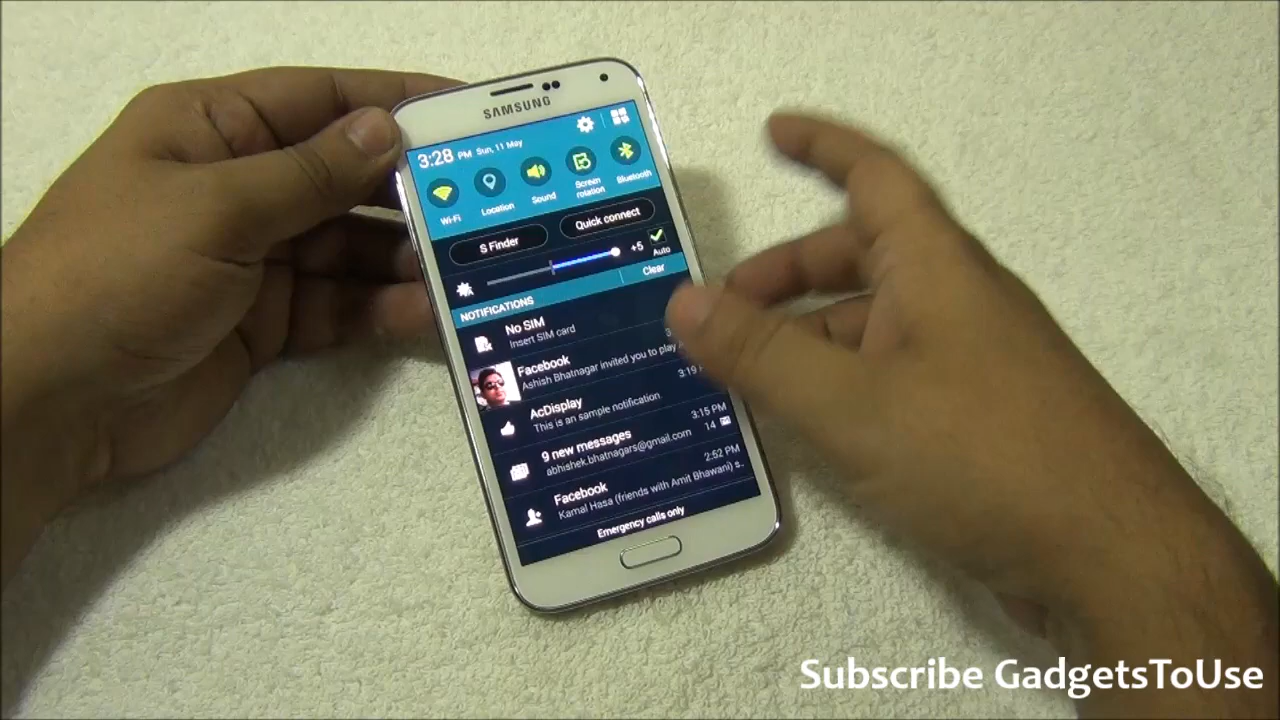 SAMSUNG
3:28 PM Sun, 11 May
Wi-Fi
Location
Sound
Screen rotation
Bluetooth
S Finder
Quick connect
+5
Auto
NOTIFICATIONS
Clear
No SIM
Insert SIM card
Facebook
Ashish Bhatnagar invited you to play
AcDisplay
3:19
This is an sample notification
9 new messages
3:15 PM
abhishek.bhatnagars@gmail.com
14
Facebook
2:52 PM
Kamal Hasa (friends with Amit Bhawani) s..
Emergency calls only
Subscribe GadgetsToUse